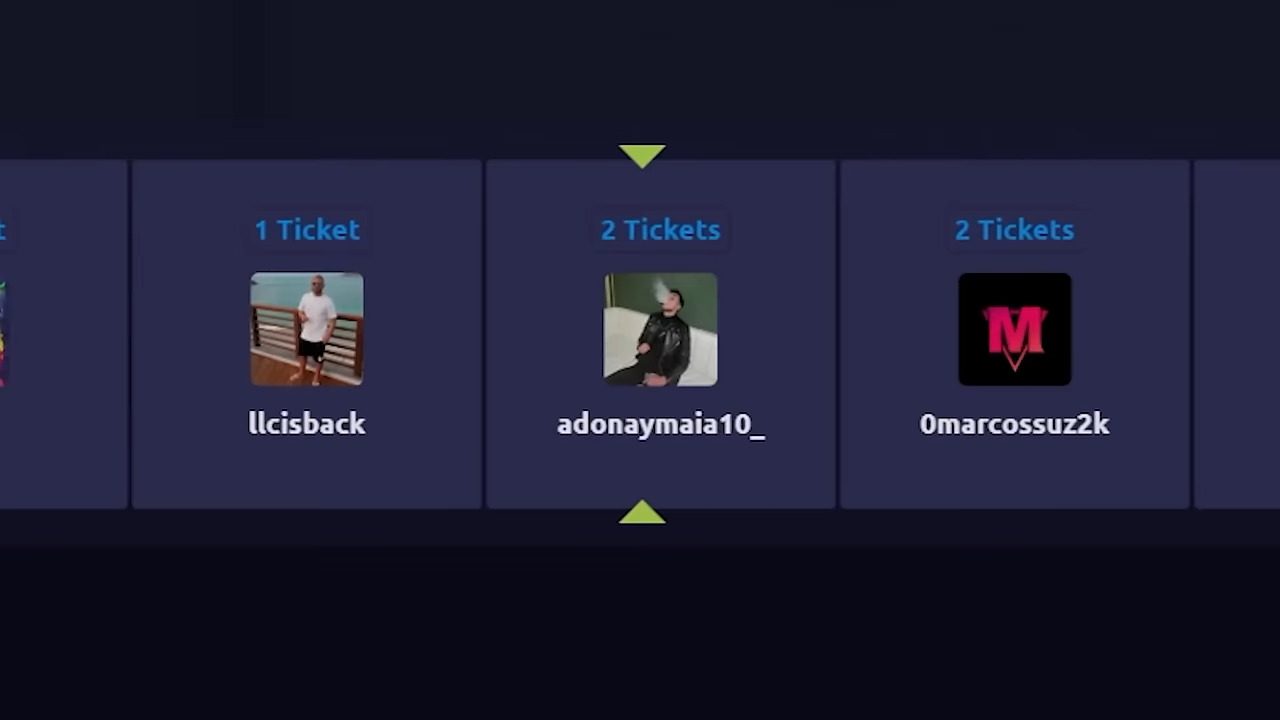 1 Ticket
2 Tickets
2 Tickets
M
llcisback
adonaymaia10_
0marcossuz2k